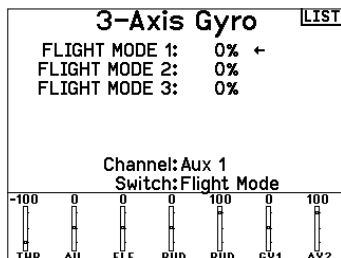 3-Axis Gyro LIST
FLIGHT MODE 1: 0% ←
FLIGHT MODE 2: 0%
FLIGHT MODE 3: 0%
Channel: Aux 1
Switch: Flight Mode
-100 0 0 0 100 0 100